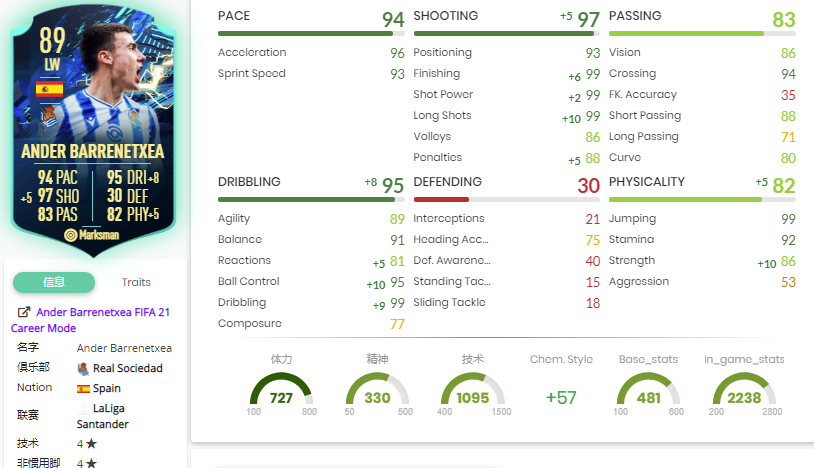 89
LW
ANDER BARRENETXEA
94 PAC 95 DRI+8
+5 97 SHO 30 DEF
83 PAS 82 PHY+5
Marksman
信息 Traits
Ander Barrenetxea FIFA 21
Career Mode
名字 Ander Barrenetxea
俱乐部 Real Sociedad
Nation Spain
联赛 LaLiga
Santander
技术 4 ★
非惯用脚 4 ★
PACE 94
Acceleration 96
Sprint Speed 93
SHOOTING +5 97
Positioning 93
Finishing +6 99
Shot Power +2 99
Long Shots +10 99
Volleys 86
Penalties +5 88
PASSING 83
Vision 86
Crossing 94
FK. Accuracy 35
Short Passing 88
Long Passing 71
Curve 80
DRIBBLING +8 95
Agility 89
Balance 91
Reactions +5 81
Ball Control +10 95
Dribbling +9 99
Composure 77
DEFENDING 30
Interceptions 21
Heading Acc... 75
Def. Awarene... 40
Standing Tac... 15
Sliding Tackle 18
PHYSICALITY +5 82
Jumping 99
Stamina 92
Strength +10 86
Aggression 53
体力
727
100 800
精神
330
50 500
技术
1095
400 1500
Chem. Style
+57
Base_stats
481
100 600
In_game_stats
2238
200 2800